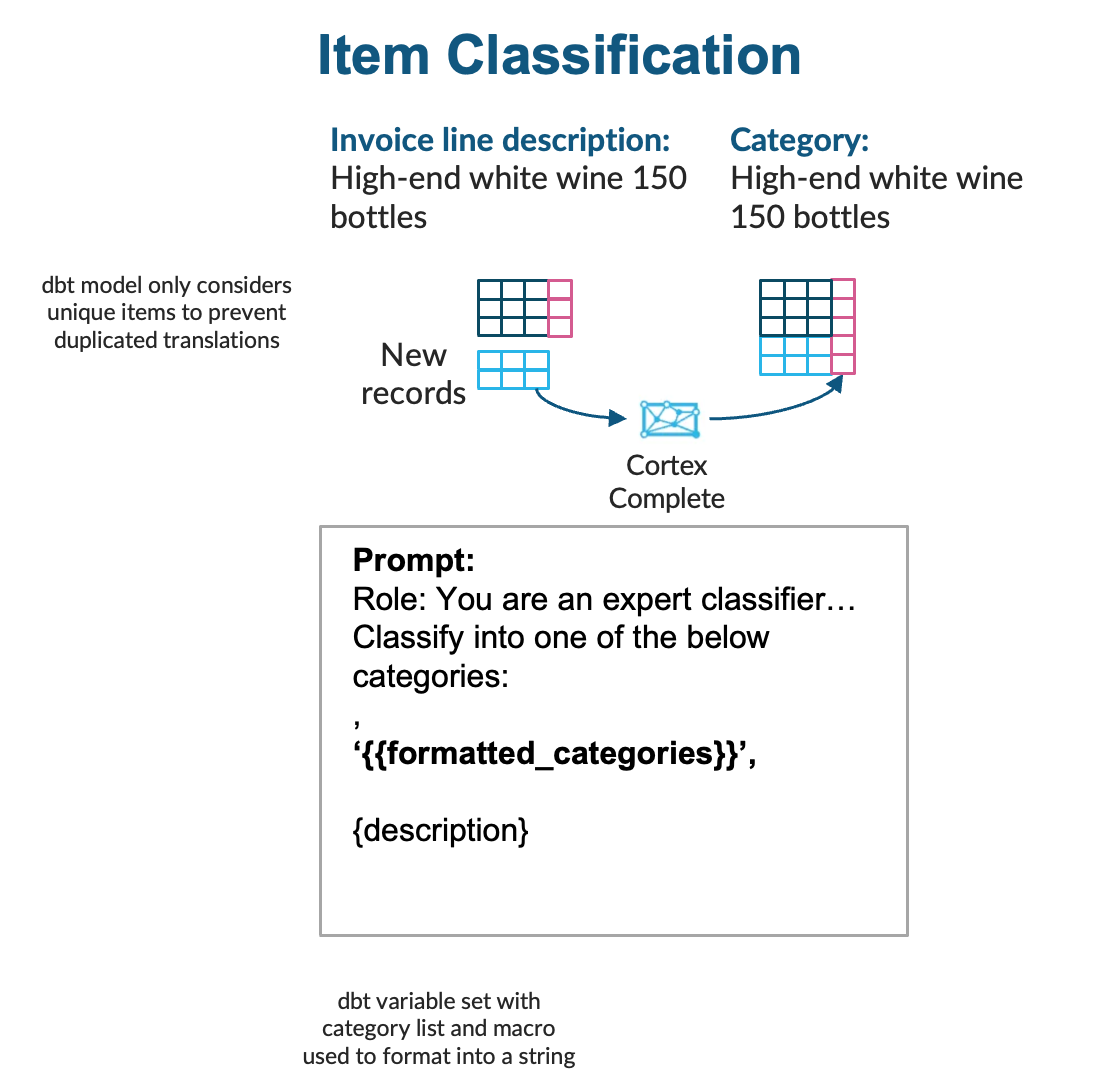 Item Classification
Invoice line description:
High-end white wine 150
bottles
Category:
High-end white wine
150 bottles
dbt model only considers
unique items to prevent
duplicated translations
New
records
Cortex
Complete
Prompt:
Role: You are an expert classifier…
Classify into one of the below
categories:
,
‘{{formatted_categories}}’,
{description}
dbt variable set with
category list and macro
used to format into a string